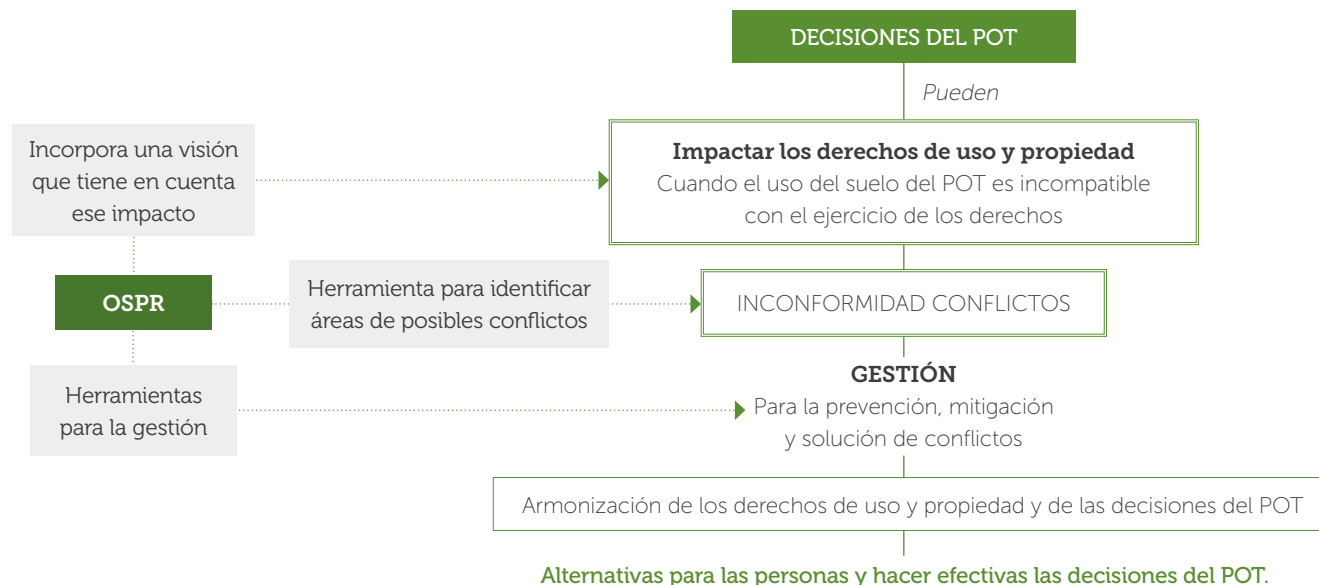 DECISIONES DEL POT
Pueden
Incorpora una visión
que tiene en cuenta
ese impacto
Impactar los derechos de uso y propiedad
Cuando el uso del suelo del POT es incompatible
con el ejercicio de los derechos
OSPR
Herramienta para identificar
áreas de posibles conflictos
INCONFORMIDAD CONFLICTOS
Herramientas
para la gestión
GESTIÓN
Para la prevención, mitigación
y solución de conflictos
Armonización de los derechos de uso y propiedad y de las decisiones del POT
Alternativas para las personas y hacer efectivas las decisiones del POT.